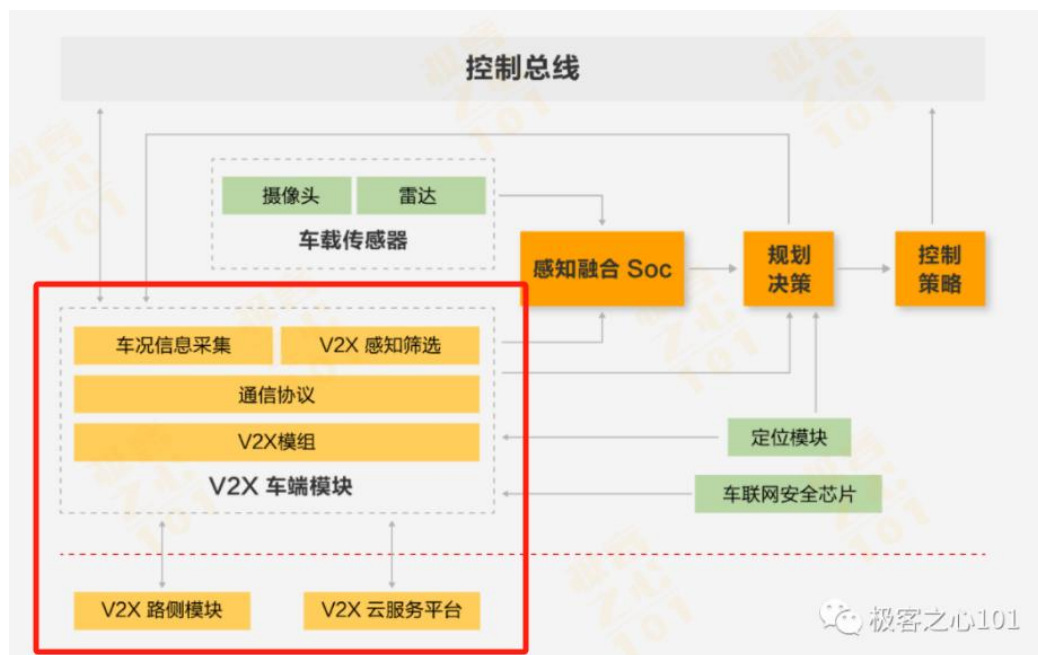 控制总线
摄像头
雷达
车载传感器
感知融合 Soc
规划
决策
控制
策略
车况信息采集
V2X 感知筛选
通信协议
V2X模组
V2X 车端模块
定位模块
车联网安全芯片
V2X 路侧模块
V2X 云服务平台
极客之心101